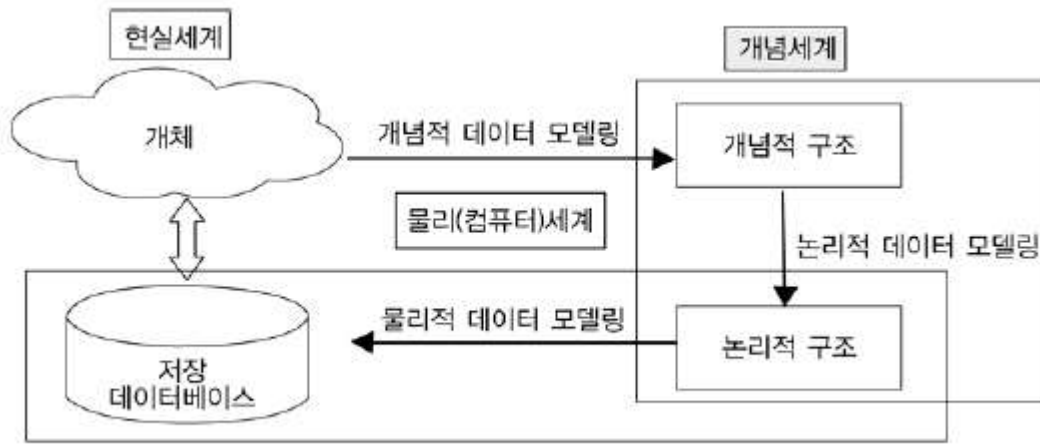 현실세계
개념세계
개체
개념적 데이터 모델링
개념적 구조
물리(컴퓨터)세계
논리적 데이터 모델링
물리적 데이터 모델링
논리적 구조
저장
데이터베이스